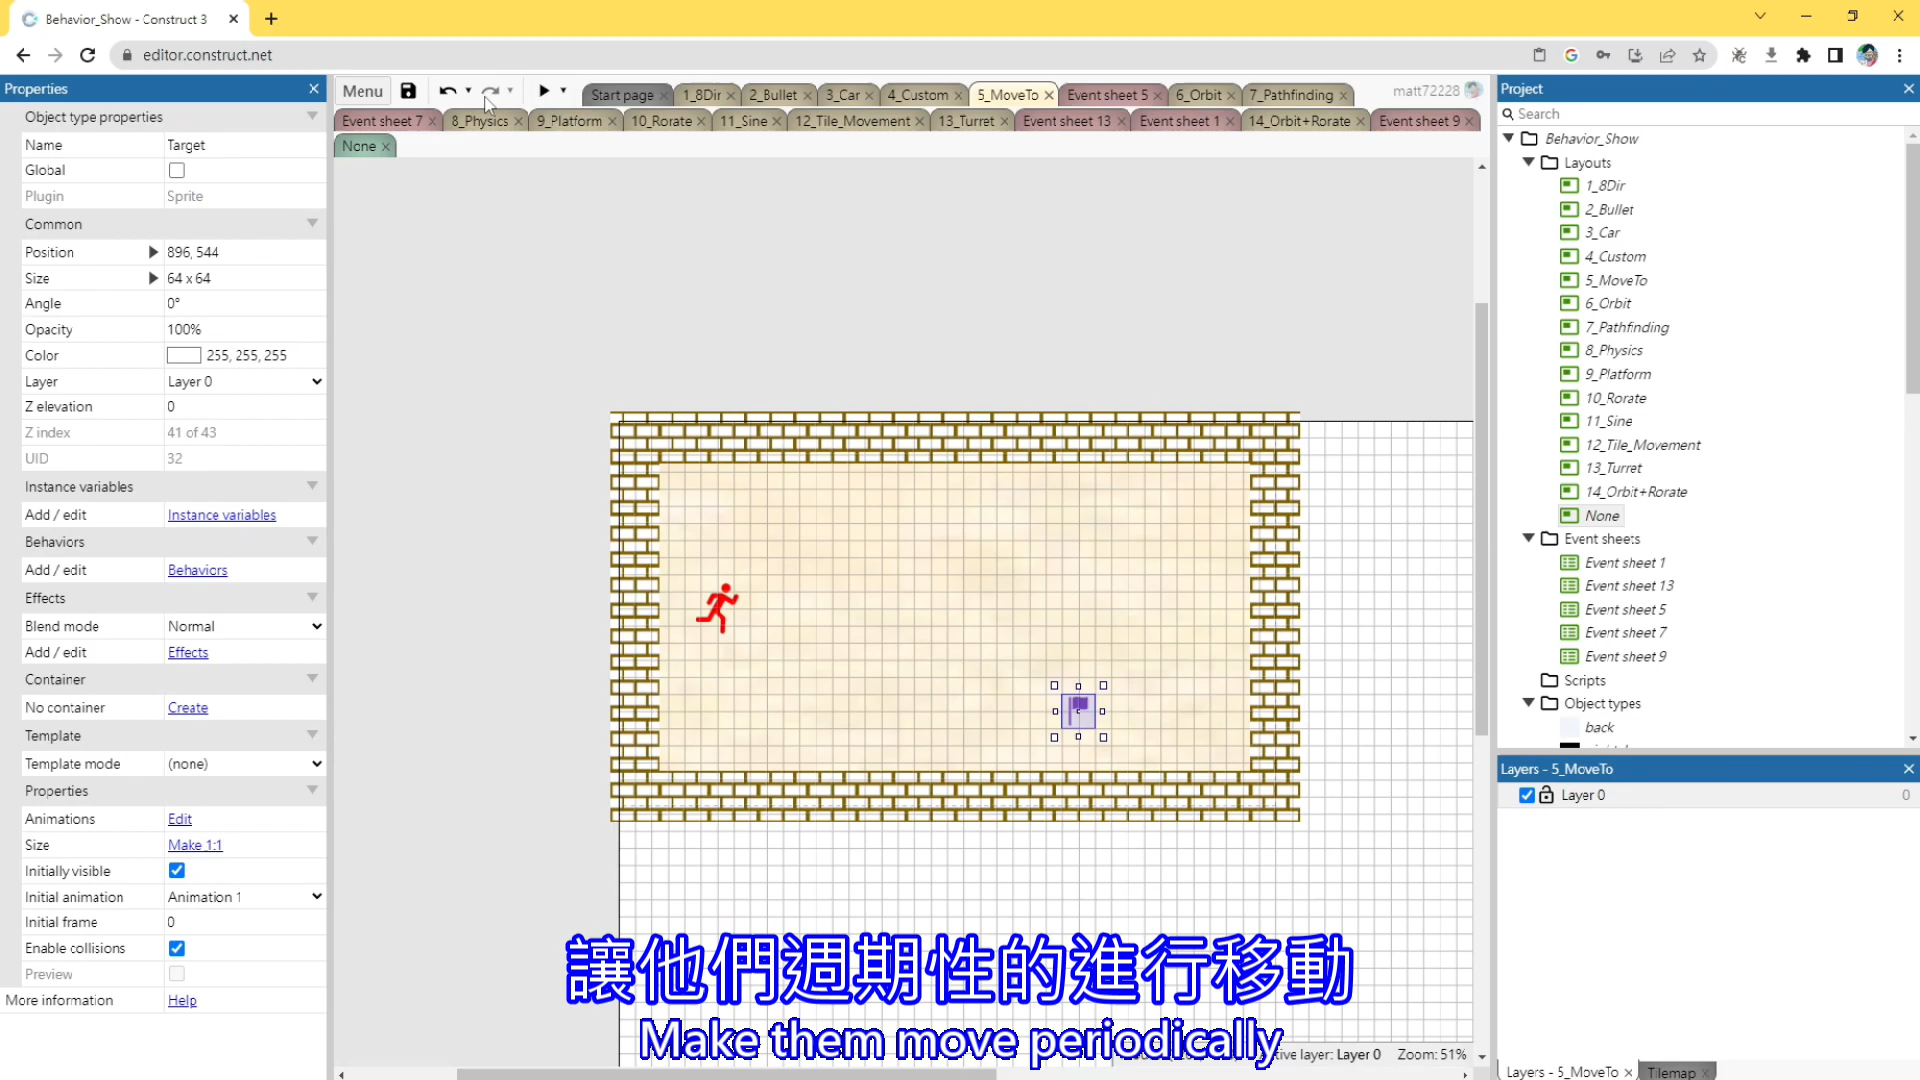 Behavior_Show - Construct 3
editor.construct.net
Properties
Menu
Start page
1_8Dir
2_Bullet
3_Car
4_Custom
5_MoveTo
Event sheet 5
6_Orbit
7_Pathfinding
matt72228
Event sheet 7
8_Physics
9_Platform
10_Rorate
11_Sine
12_Tile_Movement
13_Turret
Event sheet 13
Event sheet 1
14_Orbit+Rorate
Event sheet 9
None
Object type properties
Name Target
Global
Plugin Sprite
Common
Position 896, 544
Size 64 x 64
Angle 0°
Opacity 100%
Color 255, 255, 255
Layer Layer 0
Z elevation 0
Z index 41 of 43
UID 32
Instance variables
Add / edit Instance variables
Behaviors
Add / edit Behaviors
Effects
Blend mode Normal
Add / edit Effects
Container
No container Create
Template
Template mode (none)
Properties
Animations Edit
Size Make 1:1
Initially visible
Initial animation Animation 1
Initial frame 0
Enable collisions
Preview
More information Help
讓他們週期性的進行移動
Make them move periodically
Layer 0 Zoom: 51%
Project
Search
Behavior_Show
Layouts
1_8Dir
2_Bullet
3_Car
4_Custom
5_MoveTo
6_Orbit
7_Pathfinding
8_Physics
9_Platform
10_Rorate
11_Sine
12_Tile_Movement
13_Turret
14_Orbit+Rorate
None
Event sheets
Event sheet 1
Event sheet 13
Event sheet 5
Event sheet 7
Event sheet 9
Scripts
Object types
back
Layers - 5_MoveTo
Layer 0 0
Layers - 5_MoveTo
Tilemap